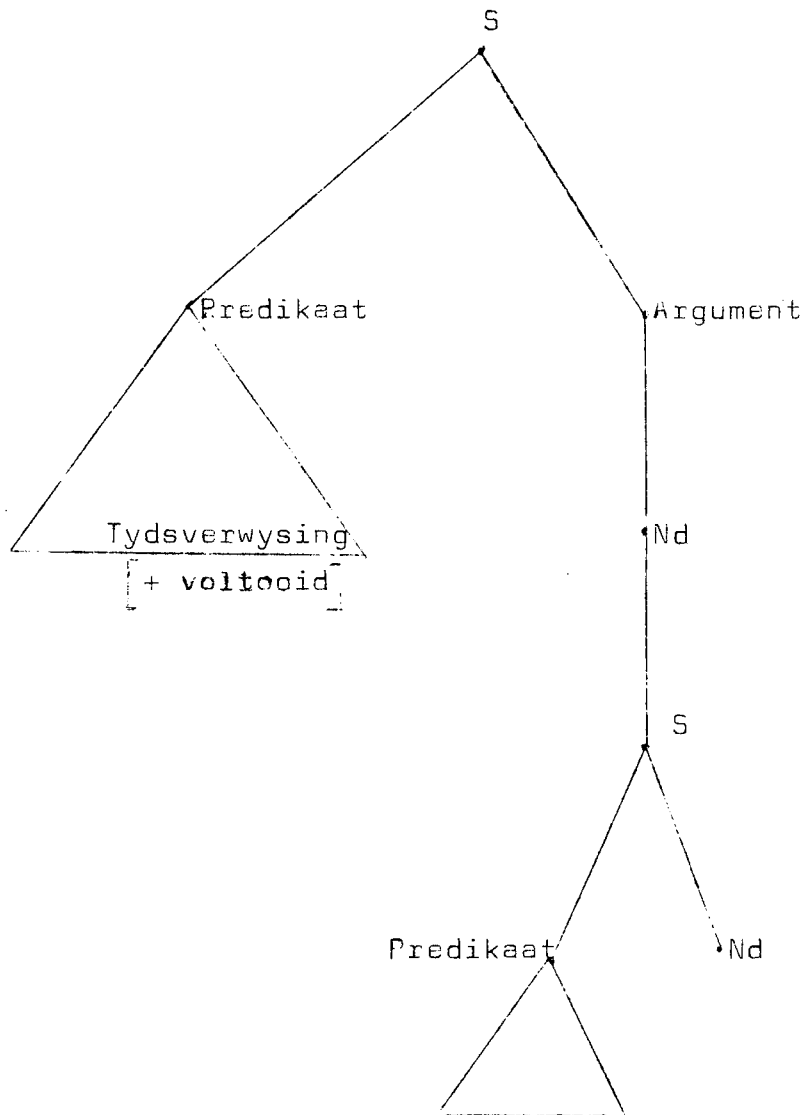 S
Predikaat Argument
Tydsverwysing Nd
[+ voltooid]
S
Predikaat Nd